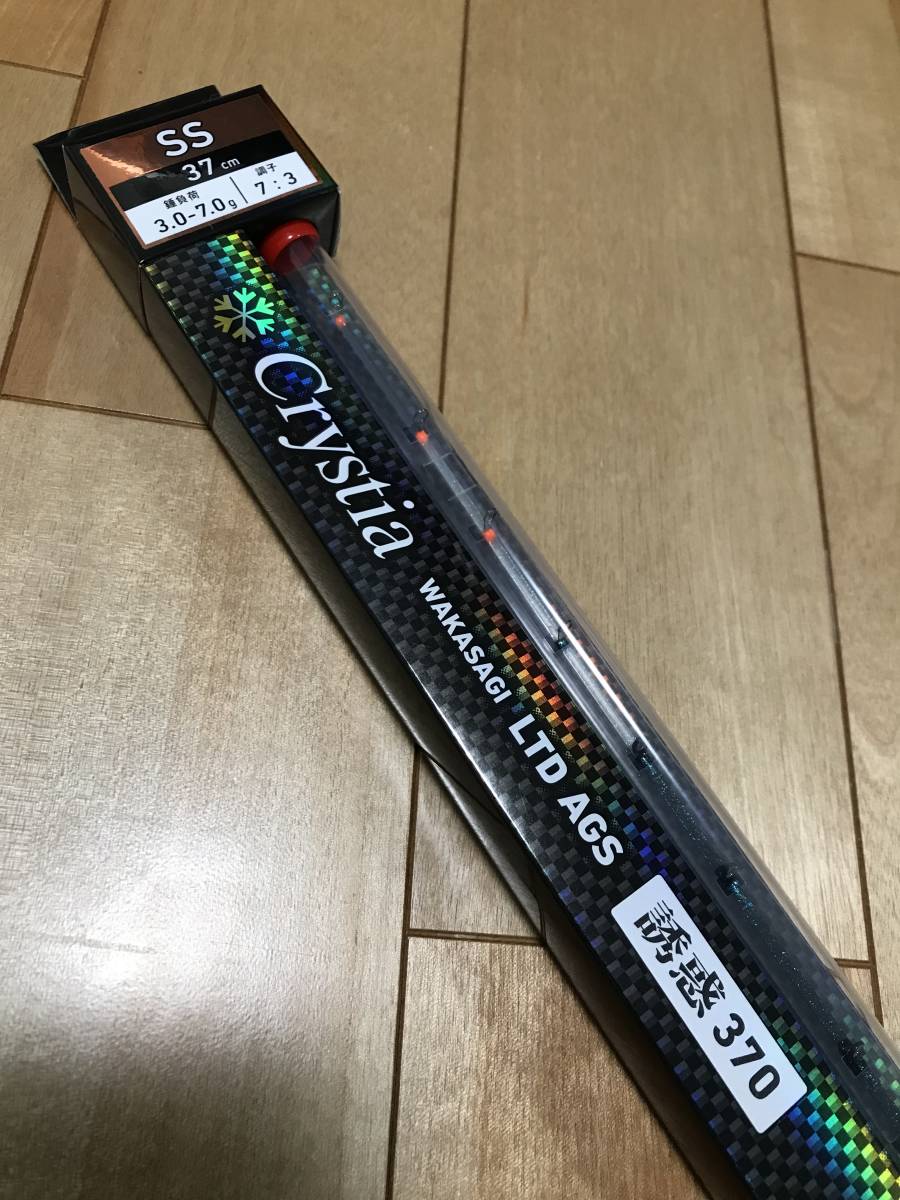 SS
37 cm
錘負荷
3.0-7.0g
調子
7:3
Crystia
WAKASAGI LTD AGS
誘惑 370